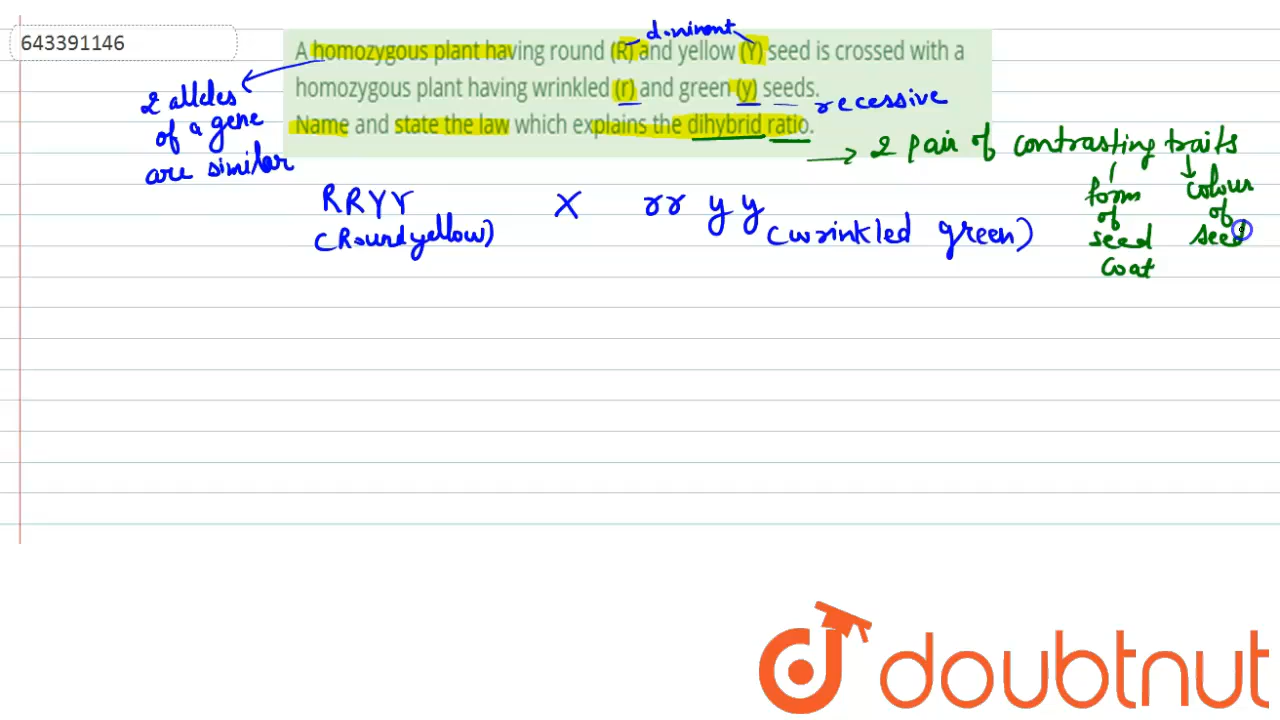 643391146
dominent
A homozygous plant having round (R) and yellow (Y) seed is crossed with a
homozygous plant having wrinkled (r) and green (y) seeds.
recessive
Name and state the law which explains the dihybrid ratio.
2 alleles
of a gene
are similar
2 pair of contrasting traits
form
of
seed
coat
colour
of
seed
RRYY X rr yy
(Round yellow) (wrinkled green)
doubtnut